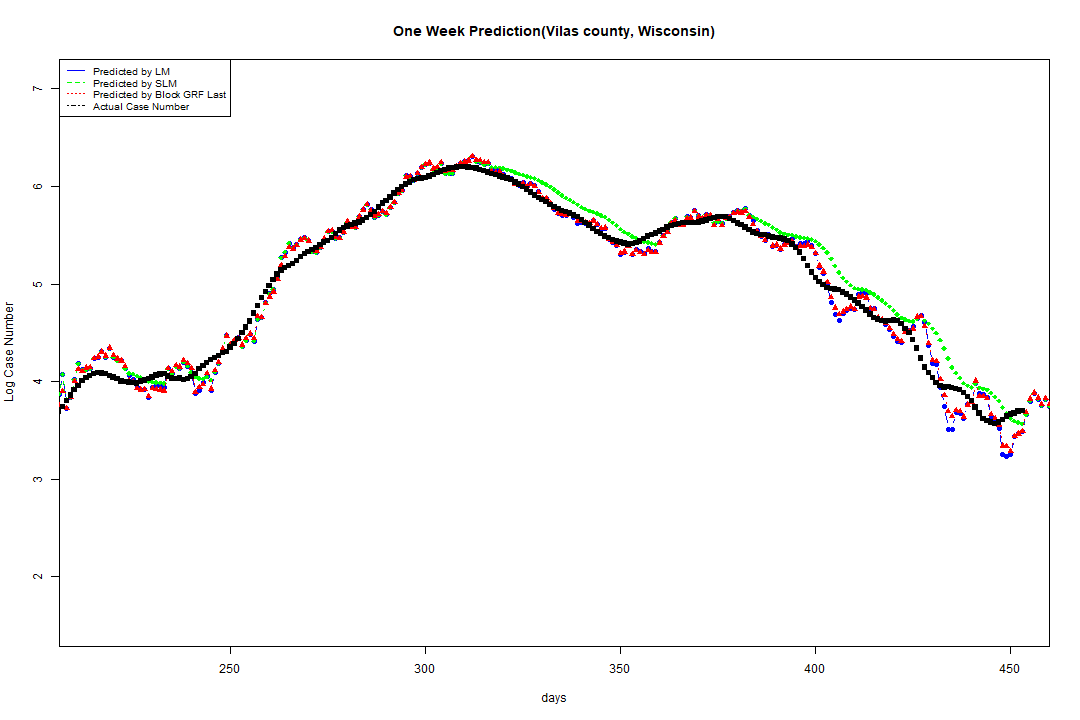 One Week Prediction(Vilas county, Wisconsin)
Predicted by LM
Predicted by SLM
Predicted by Block GRF Last
Actual Case Number
7
6
5
4
3
2
Log Case Number
250 300 350 400 450
days